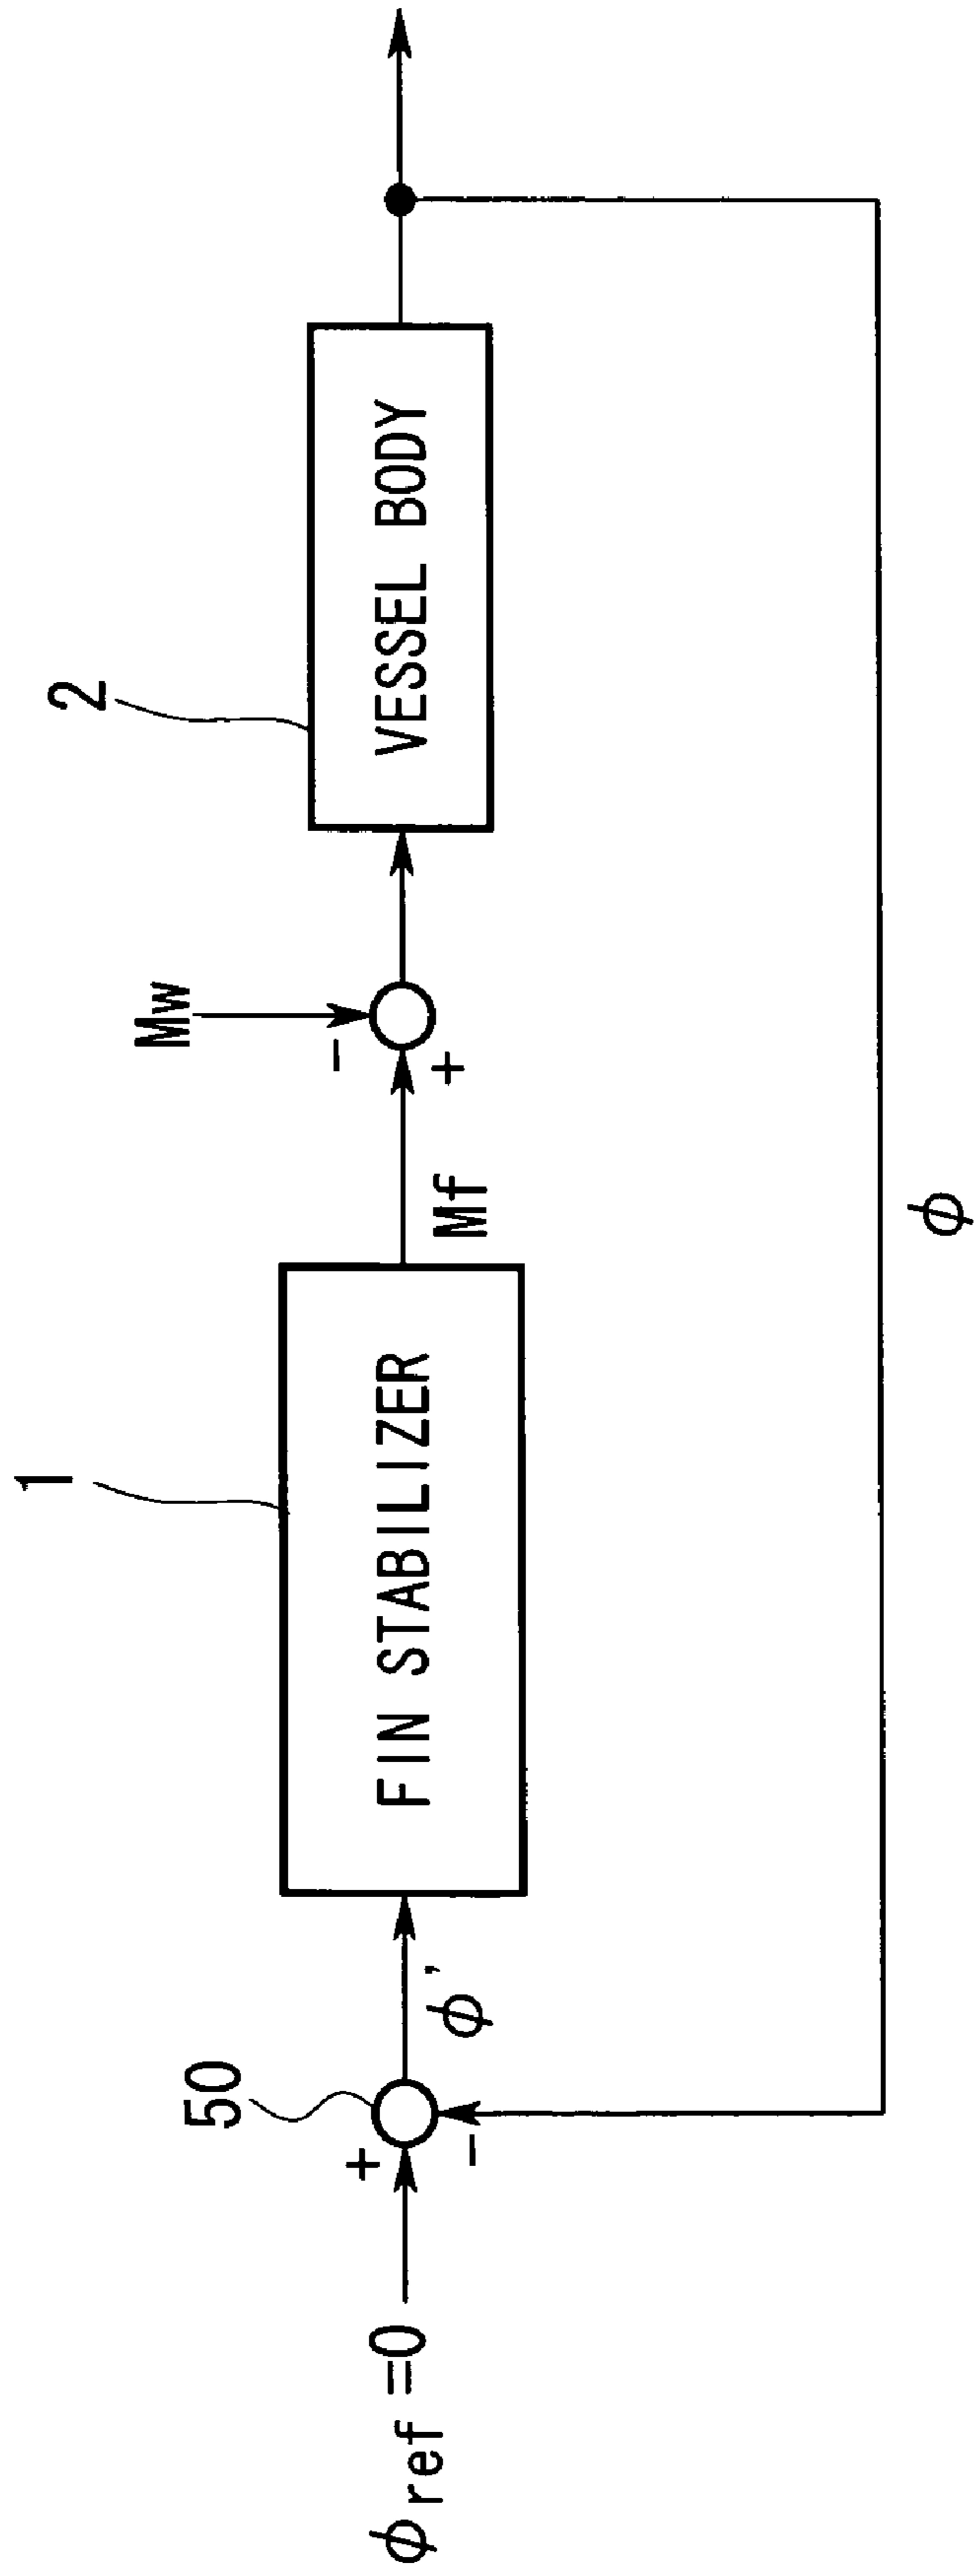 1
2
50
Mw
φref =0
+
-
φ'
FIN STABILIZER
Mf
-
+
VESSEL BODY
φ